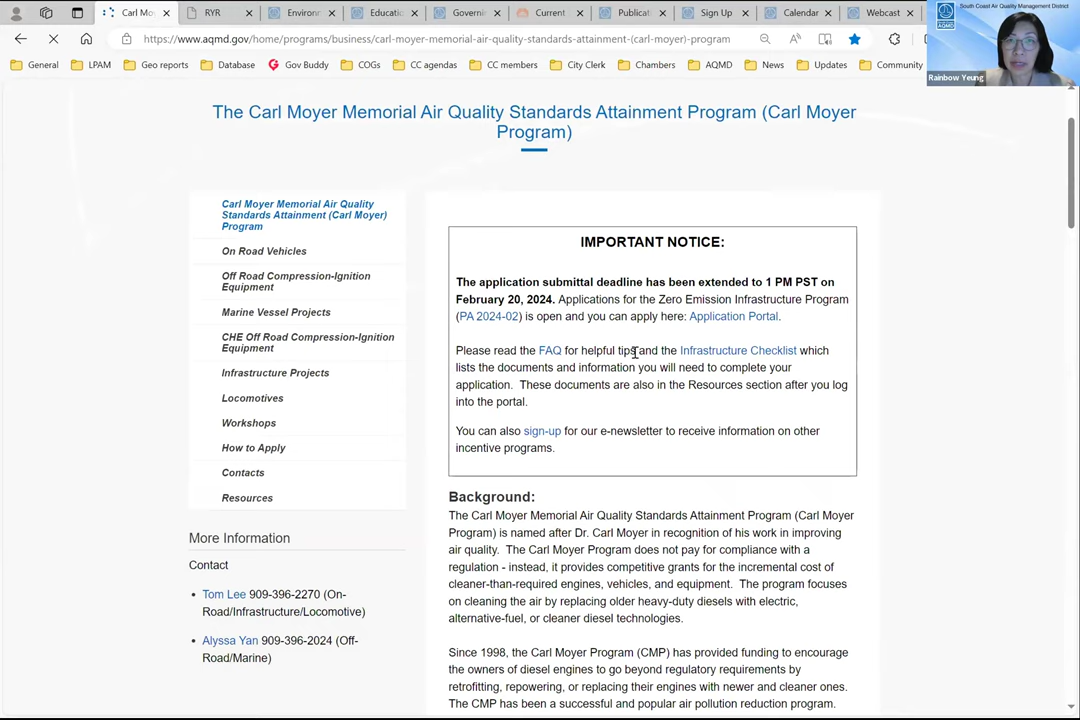 Carl Moy
RYR
Environ
Educatio
Governin
Current
Publicat
Sign Up
Calendar
Webcast
South Coast Air Quality Management District
AQMD
Rainbow Yeung
https://www.aqmd.gov/home/programs/business/carl-moyer-memorial-air-quality-standards-attainment-(carl-moyer)-program
General
LPAM
Geo reports
Database
Gov Buddy
COGs
CC agendas
CC members
City Clerk
Chambers
AQMD
News
Updates
Community
The Carl Moyer Memorial Air Quality Standards Attainment Program (Carl Moyer
Program)
Carl Moyer Memorial Air Quality
Standards Attainment (Carl Moyer)
Program
On Road Vehicles
Off Road Compression-Ignition
Equipment
Marine Vessel Projects
CHE Off Road Compression-Ignition
Equipment
Infrastructure Projects
Locomotives
Workshops
How to Apply
Contacts
Resources
More Information
Contact
Tom Lee 909-396-2270 (On-
Road/Infrastructure/Locomotive)
Alyssa Yan 909-396-2024 (Off-
Road/Marine)
IMPORTANT NOTICE:
The application submittal deadline has been extended to 1 PM PST on
February 20, 2024. Applications for the Zero Emission Infrastructure Program
(PA 2024-02) is open and you can apply here: Application Portal.
Please read the FAQ for helpful tips and the Infrastructure Checklist which
lists the documents and information you will need to complete your
application. These documents are also in the Resources section after you log
into the portal.
You can also sign-up for our e-newsletter to receive information on other
incentive programs.
Background:
The Carl Moyer Memorial Air Quality Standards Attainment Program (Carl Moyer
Program) is named after Dr. Carl Moyer in recognition of his work in improving
air quality. The Carl Moyer Program does not pay for compliance with a
regulation - instead, it provides competitive grants for the incremental cost of
cleaner-than-required engines, vehicles, and equipment. The program focuses
on cleaning the air by replacing older heavy-duty diesels with electric,
alternative-fuel, or cleaner diesel technologies.
Since 1998, the Carl Moyer Program (CMP) has provided funding to encourage
the owners of diesel engines to go beyond regulatory requirements by
retrofitting, repowering, or replacing their engines with newer and cleaner ones.
The CMP has been a successful and popular air pollution reduction program.